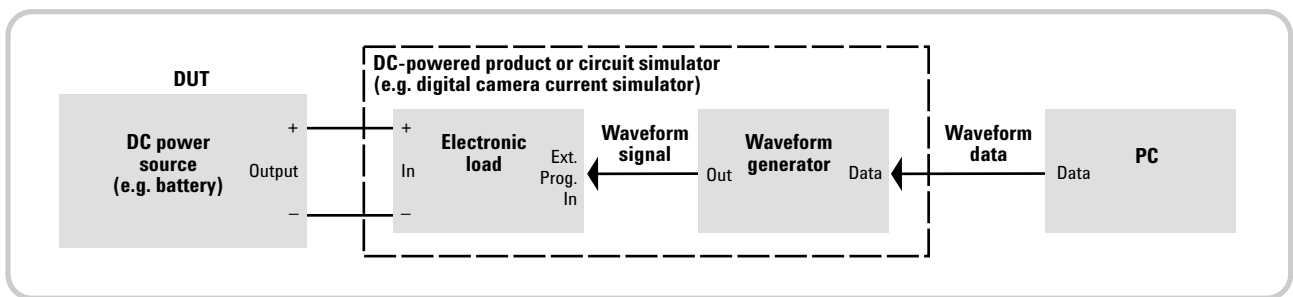 DC-powered product or circuit simulator
(e.g. digital camera current simulator)
DUT
DC power
source
(e.g. battery)
+
Output
–
+
In
–
Electronic
load
Ext.
Prog.
In
Waveform
signal
Out
Waveform
generator
Data
Waveform
data
Data
PC